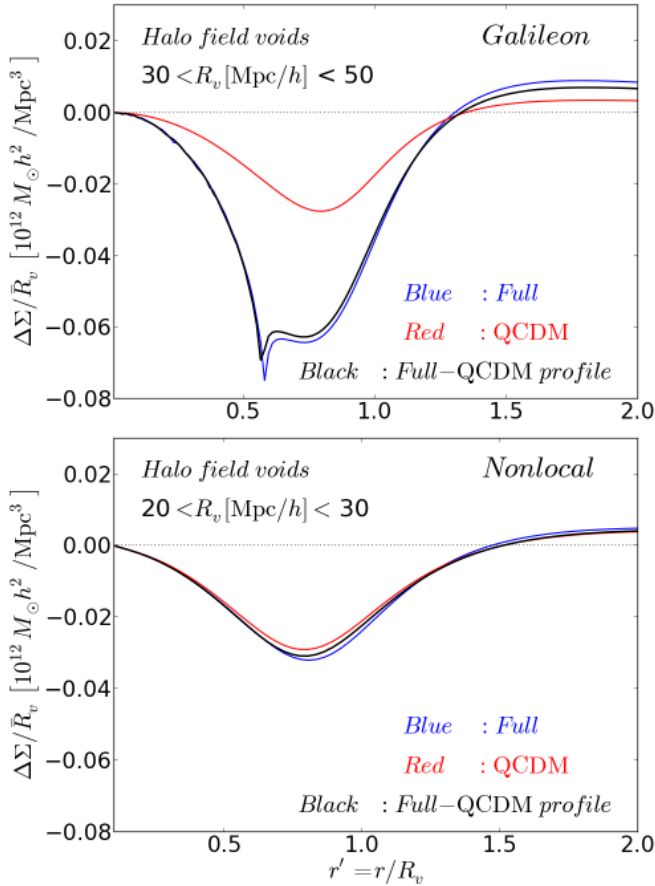 0.02
0.00
−0.02
−0.04
−0.06
−0.08
ΔΣ/R̄_v [10^12 M_⊙h^2 /Mpc^3 ]
Halo field voids
Galileon
30 <R_v[Mpc/h] < 50
Blue : Full
Red : QCDM
Black : Full−QCDM profile
0.5 1.0 1.5 2.0
0.02
0.00
−0.02
−0.04
−0.06
−0.08
ΔΣ/R̄_v [10^12 M_⊙h^2 /Mpc^3 ]
Halo field voids
Nonlocal
20 <R_v[Mpc/h] < 30
Blue : Full
Red : QCDM
Black : Full−QCDM profile
0.5 1.0 1.5 2.0
r′ =r/R_v